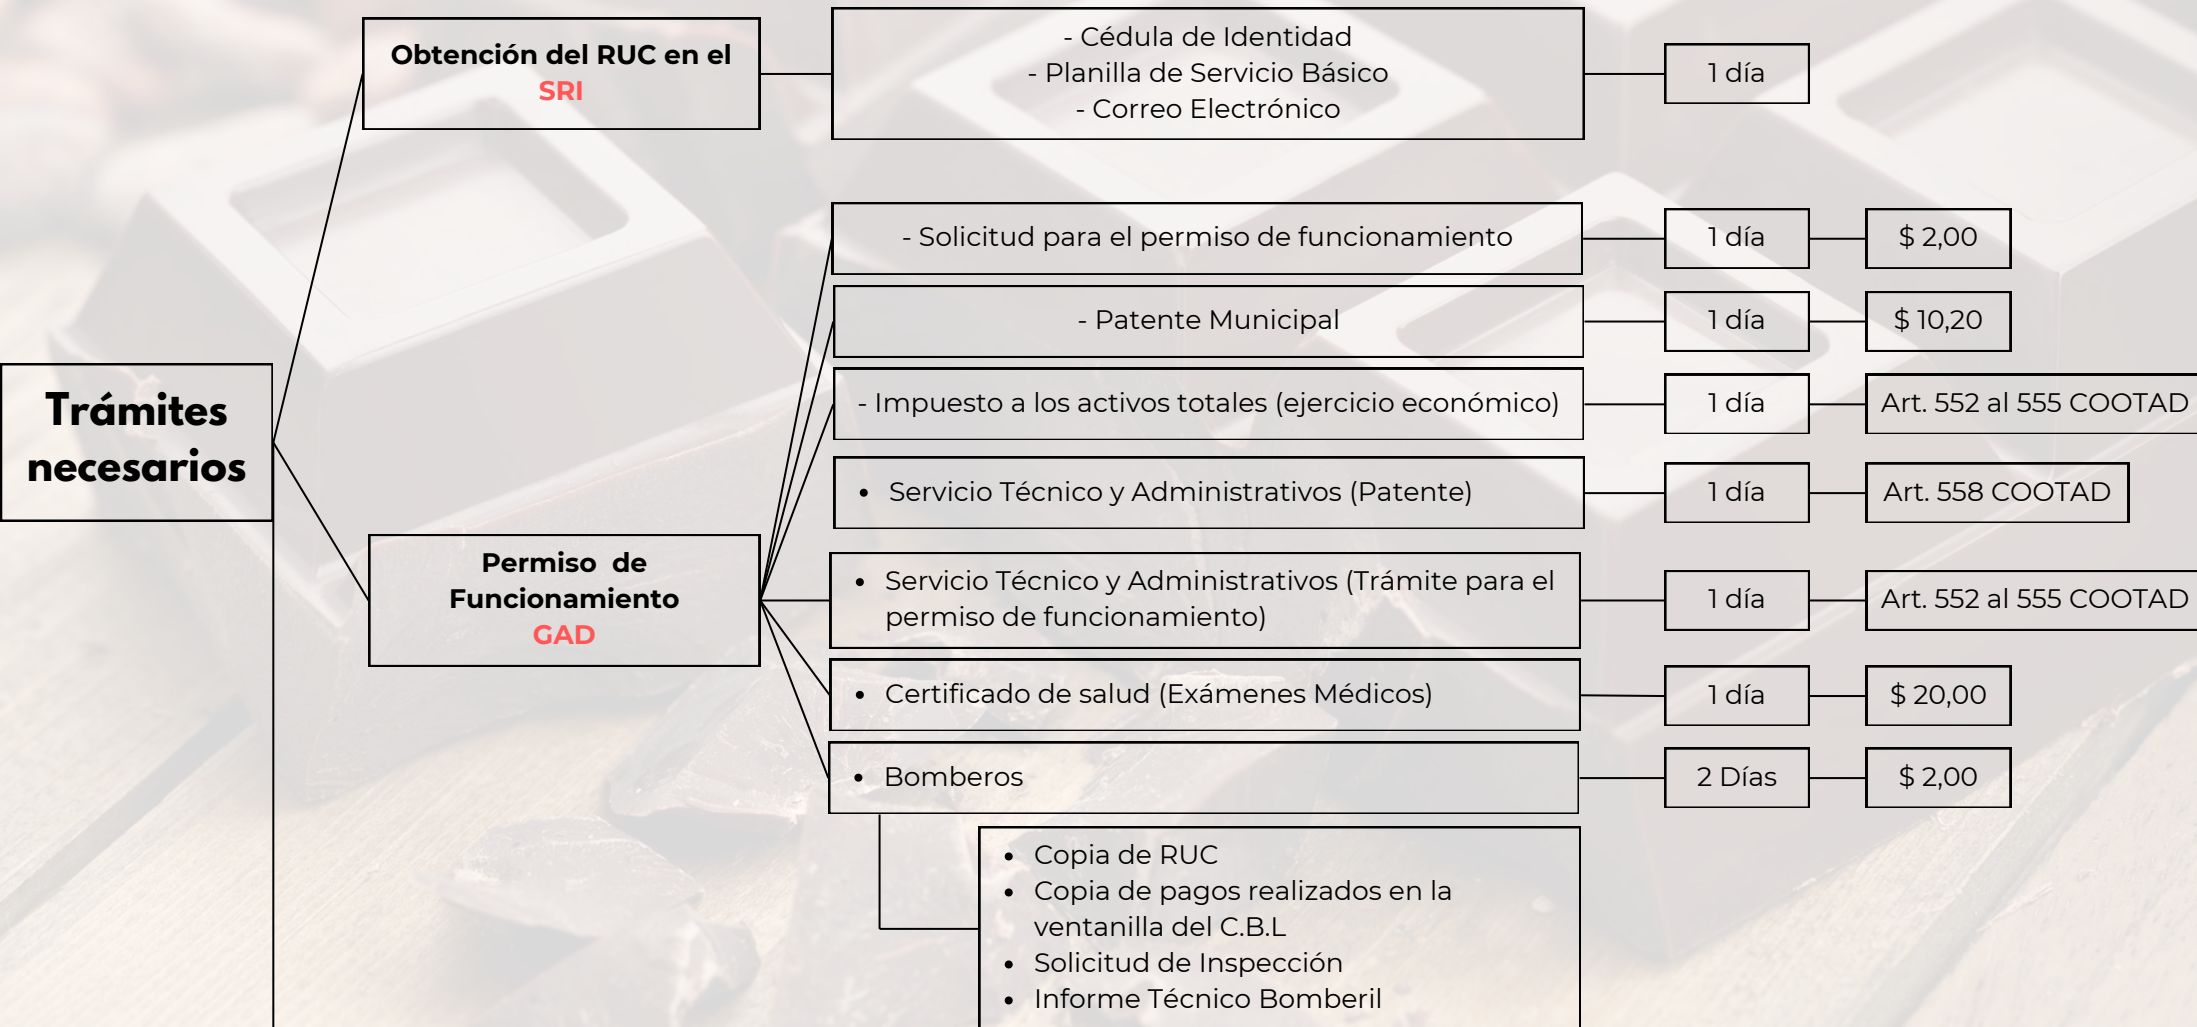 Trámites
necesarios
Obtención del RUC en el
SRI
- Cédula de Identidad
- Planilla de Servicio Básico
- Correo Electrónico
1 día
Permiso de
Funcionamiento
GAD
- Solicitud para el permiso de funcionamiento
1 día
$ 2,00
- Patente Municipal
1 día
$ 10,20
- Impuesto a los activos totales (ejercicio económico)
1 día
Art. 552 al 555 COOTAD
• Servicio Técnico y Administrativos (Patente)
1 día
Art. 558 COOTAD
• Servicio Técnico y Administrativos (Trámite para el
permiso de funcionamiento)
1 día
Art. 552 al 555 COOTAD
• Certificado de salud (Exámenes Médicos)
1 día
$ 20,00
• Bomberos
2 Días
$ 2,00
• Copia de RUC
• Copia de pagos realizados en la
ventanilla del C.B.L
• Solicitud de Inspección
• Informe Técnico Bomberil